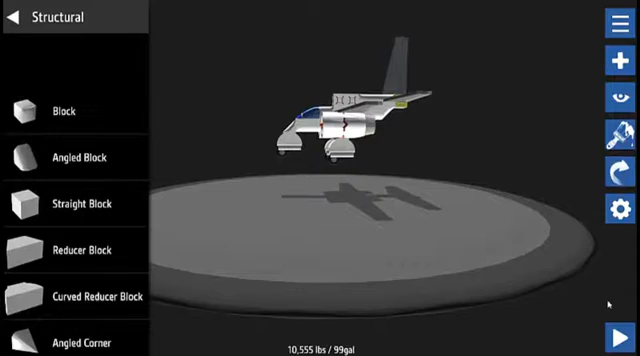 Structural
Block
Angled Block
Straight Block
Reducer Block
Curved Reducer Block
Angled Corner
10,555 lbs / 99gal